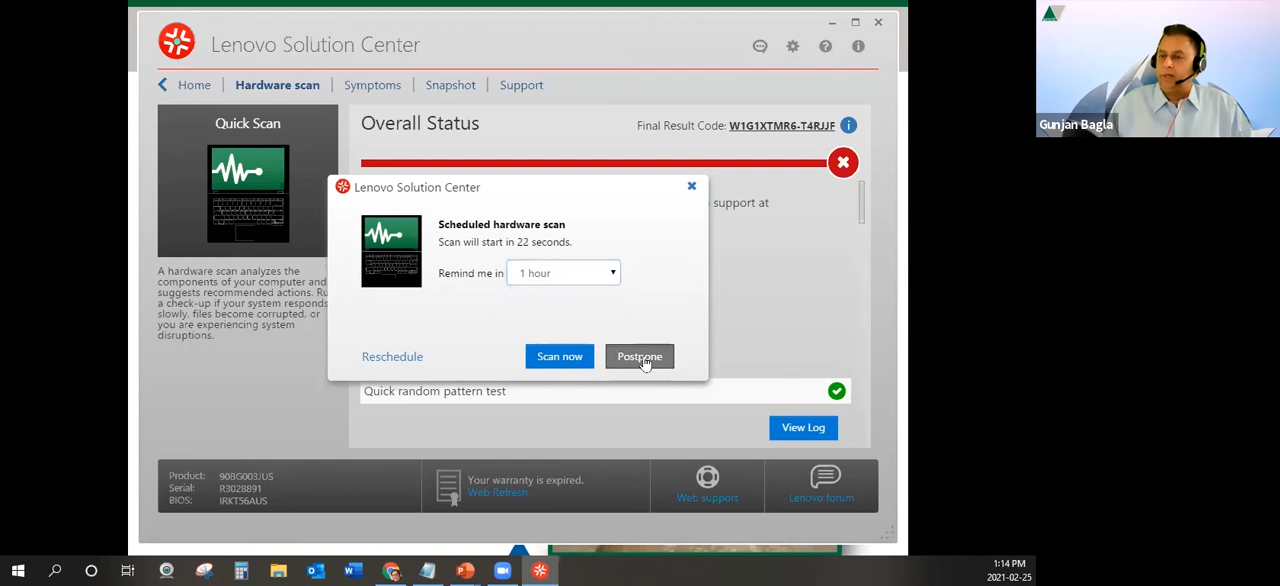 Lenovo Solution Center
Home
Hardware scan
Symptoms
Snapshot
Support
Quick Scan
Overall Status
Final Result Code: W1G1XTMR6-T4RJJF
support at
Lenovo Solution Center
Scheduled hardware scan
Scan will start in 22 seconds.
Remind me in 1 hour
Reschedule
Scan now
Postpone
A hardware scan analyzes the
components of your computer and
suggests recommended actions. Ru
a check-up if your system responds
slowly, files become corrupted, or
you are experiencing system
disruptions.
Quick random pattern test
View Log
Product: 90BG003JUS
Serial: R3028891
BIOS: IRKT56AUS
Your warranty is expired.
Web Refresh
Web support
Lenovo forum
Gunjan Bagla
1:14 PM
2021-02-25